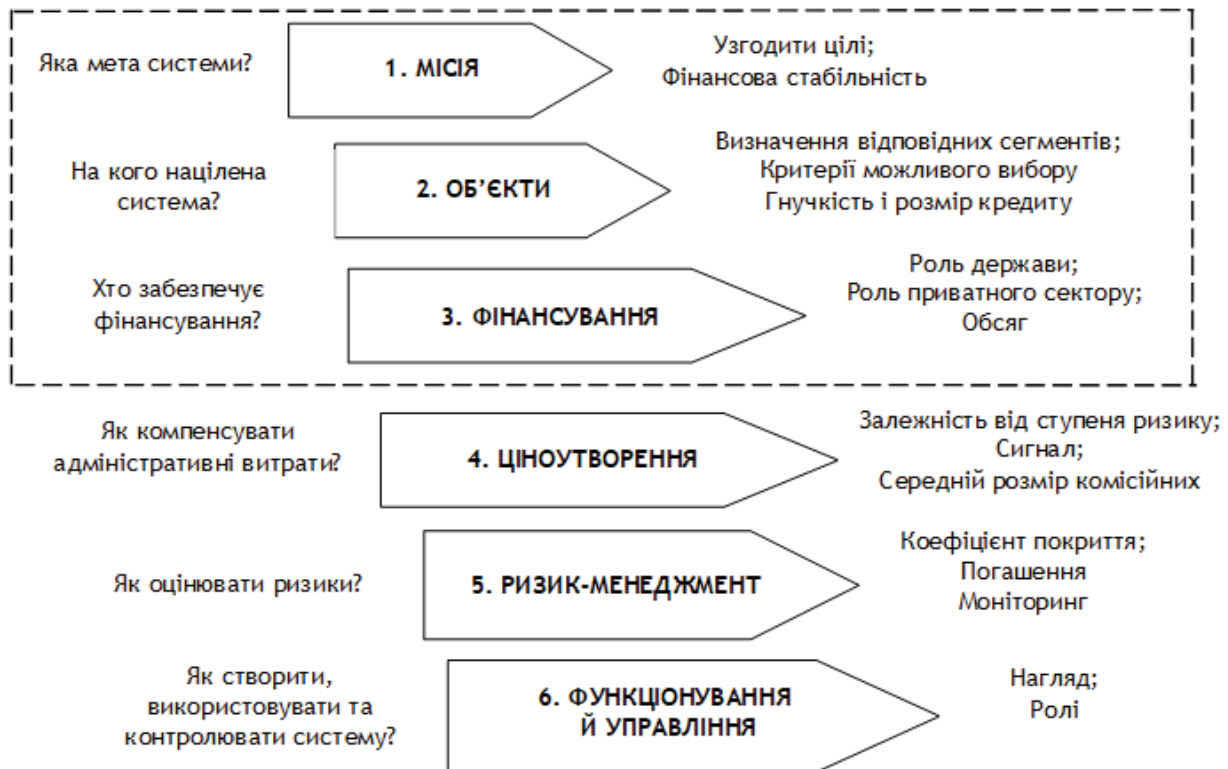 Яка мета системи?
1. МІСІЯ
Узгодити цілі;
Фінансова стабільність
На кого націлена
система?
2. ОБ’ЄКТИ
Визначення відповідних сегментів;
Критерії можливого вибору
Гнучкість і розмір кредиту
Хто забезпечує
фінансування?
3. ФІНАНСУВАННЯ
Роль держави;
Роль приватного сектору;
Обсяг
Як компенсувати
адміністративні витрати?
4. ЦІНОУТВОРЕННЯ
Залежність від ступеня ризику;
Сигнал;
Середній розмір комісійних
Як оцінювати ризики?
5. РИЗИК-МЕНЕДЖМЕНТ
Коефіцієнт покриття;
Погашення
Моніторинг
Як створити,
використовувати та
контролювати систему?
6. ФУНКЦІОНУВАННЯ
Й УПРАВЛІННЯ
Нагляд;
Ролі